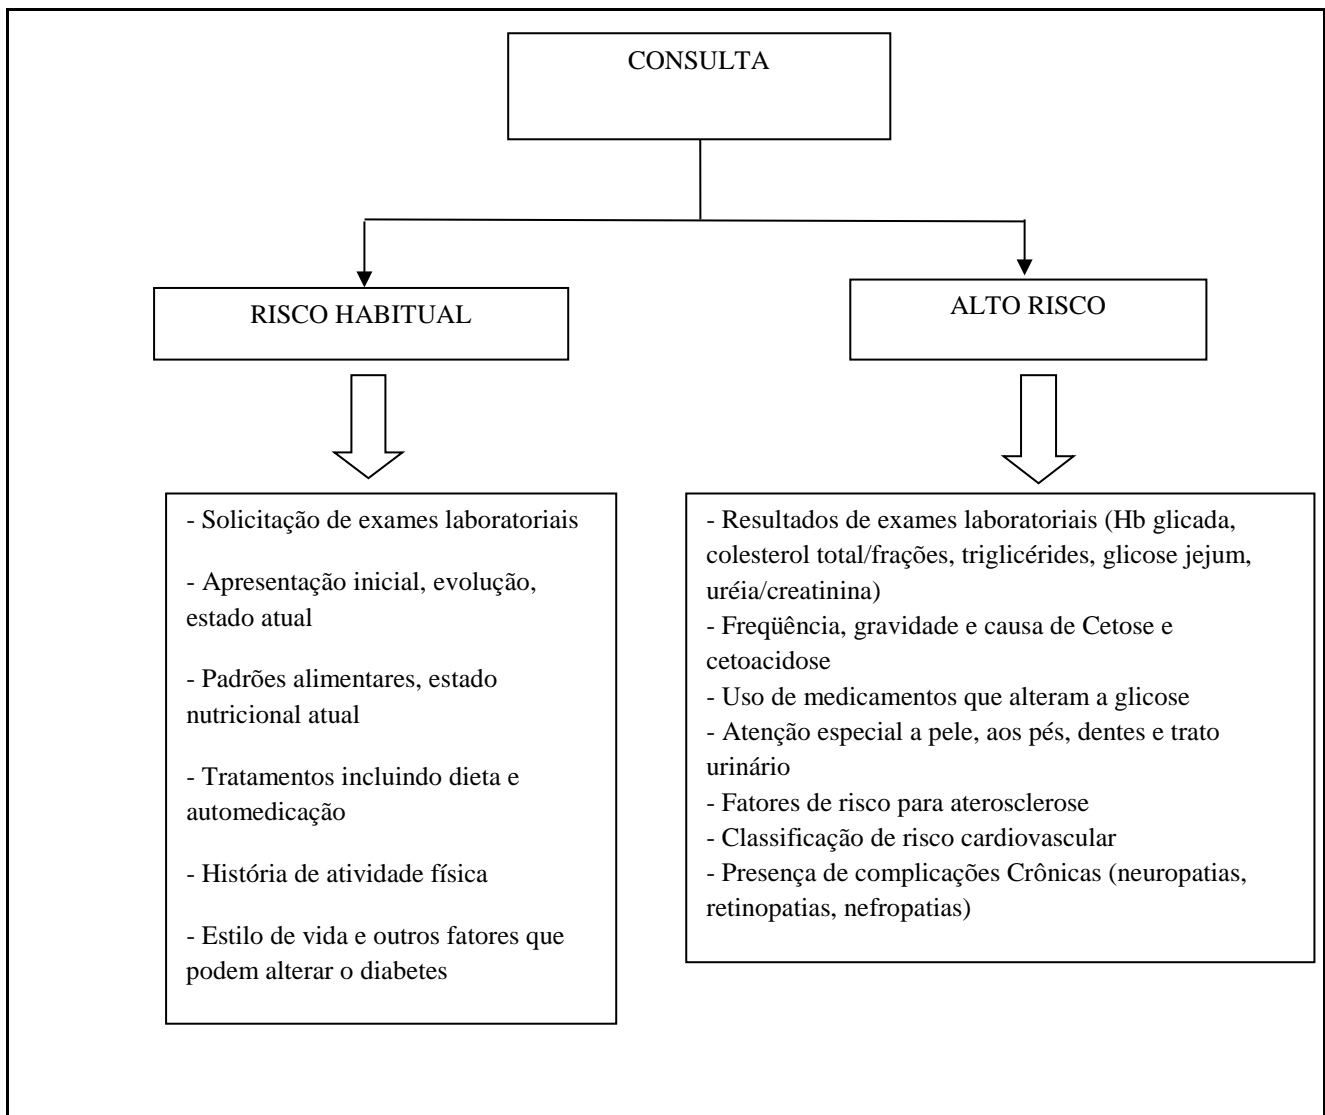 CONSULTA
RISCO HABITUAL
ALTO RISCO
- Solicitação de exames laboratoriais
- Apresentação inicial, evolução,
estado atual
- Padrões alimentares, estado
nutricional atual
- Tratamentos incluindo dieta e
automedicação
- História de atividade física
- Estilo de vida e outros fatores que
podem alterar o diabetes
- Resultados de exames laboratoriais (Hb glicada,
colesterol total/frações, triglicérides, glicose jejum,
uréia/creatinina)
- Freqüência, gravidade e causa de Cetose e
cetoacidose
- Uso de medicamentos que alteram a glicose
- Atenção especial a pele, aos pés, dentes e trato
urinário
- Fatores de risco para aterosclerose
- Classificação de risco cardiovascular
- Presença de complicações Crônicas (neuropatias,
retinopatias, nefropatias)